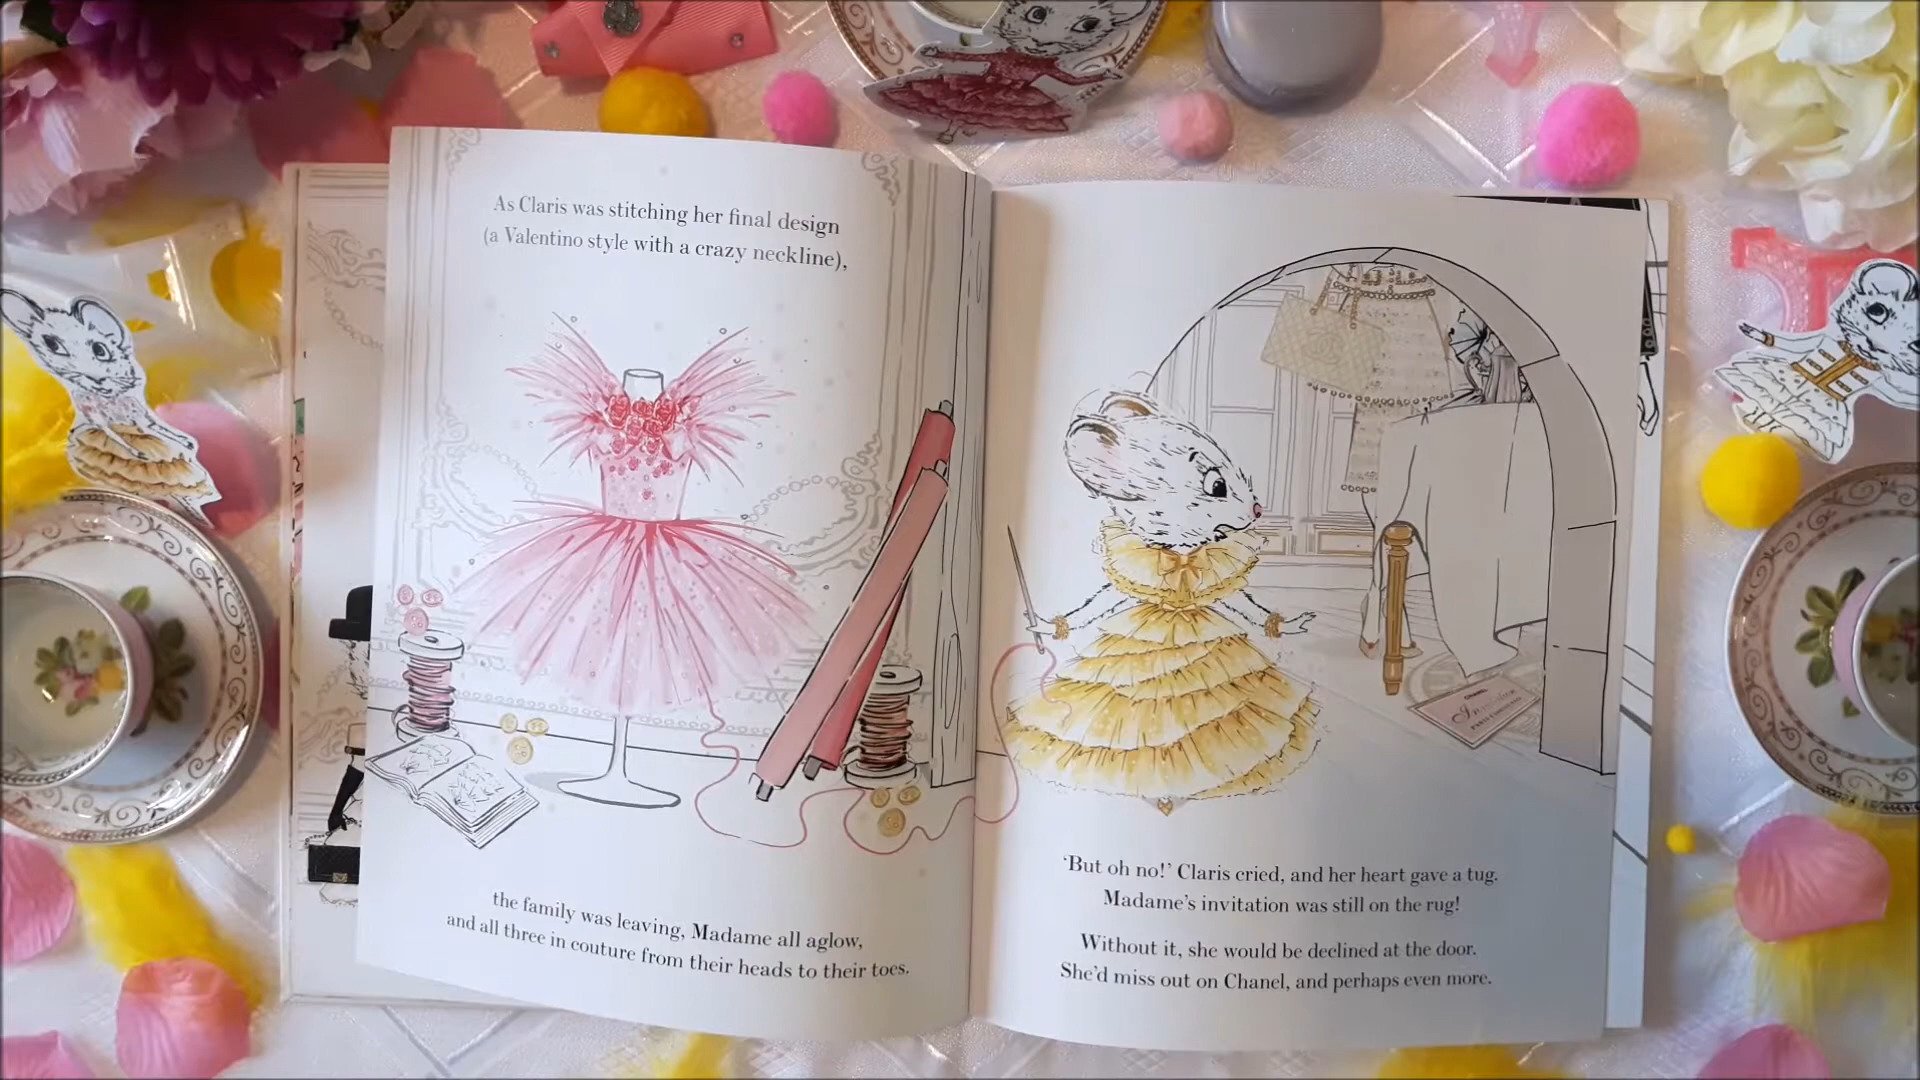 As Claris was stitching her final design
(a Valentino style with a crazy neckline),
the family was leaving, Madame all aglow,
and all three in couture from their heads to their toes.
CHANEL
Invitation
‘But oh no!’ Claris cried, and her heart gave a tug.
Madame’s invitation was still on the rug!
Without it, she would be declined at the door.
She’d miss out on Chanel, and perhaps even more.